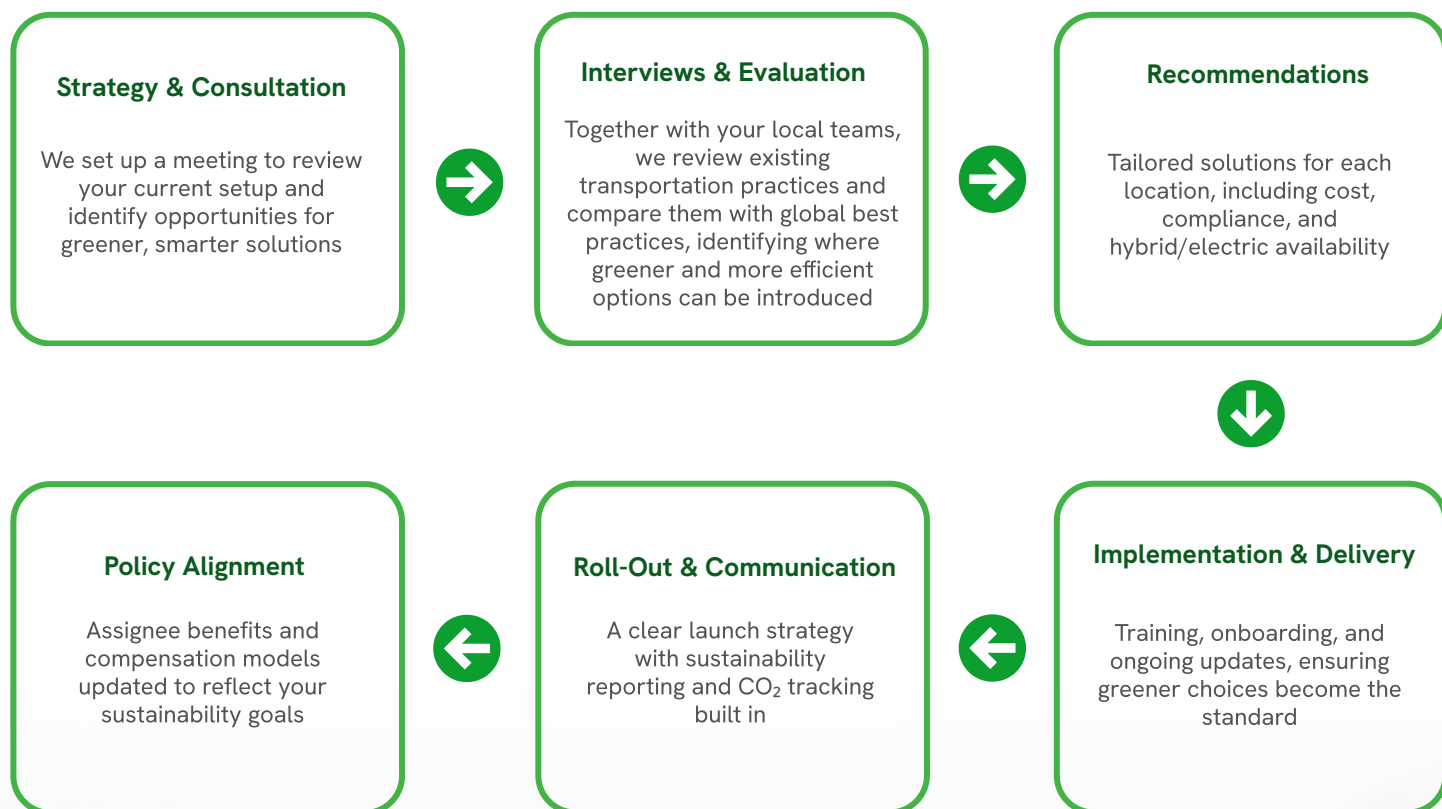 Strategy & Consultation
We set up a meeting to review
your current setup and
identify opportunities for
greener, smarter solutions
Interviews & Evaluation
Together with your local teams,
we review existing
transportation practices and
compare them with global best
practices, identifying where
greener and more efficient
options can be introduced
Recommendations
Tailored solutions for each
location, including cost,
compliance, and
hybrid/electric availability
Implementation & Delivery
Training, onboarding, and
ongoing updates, ensuring
greener choices become the
standard
Roll-Out & Communication
A clear launch strategy
with sustainability
reporting and CO₂ tracking
built in
Policy Alignment
Assignee benefits and
compensation models
updated to reflect your
sustainability goals